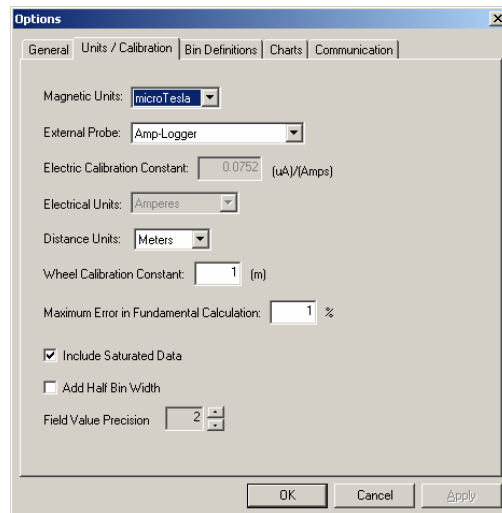 Options
General Units / Calibration Bin Definitions Charts Communication
Magnetic Units: microTesla
External Probe: Amp-Logger
Electric Calibration Constant: 0.0752 (uA)/(Amps)
Electrical Units: Amperes
Distance Units: Meters
Wheel Calibration Constant: 1 (m)
Maximum Error in Fundamental Calculation: 1 %
Include Saturated Data
Add Half Bin Width
Field Value Precision 2
OK Cancel Apply